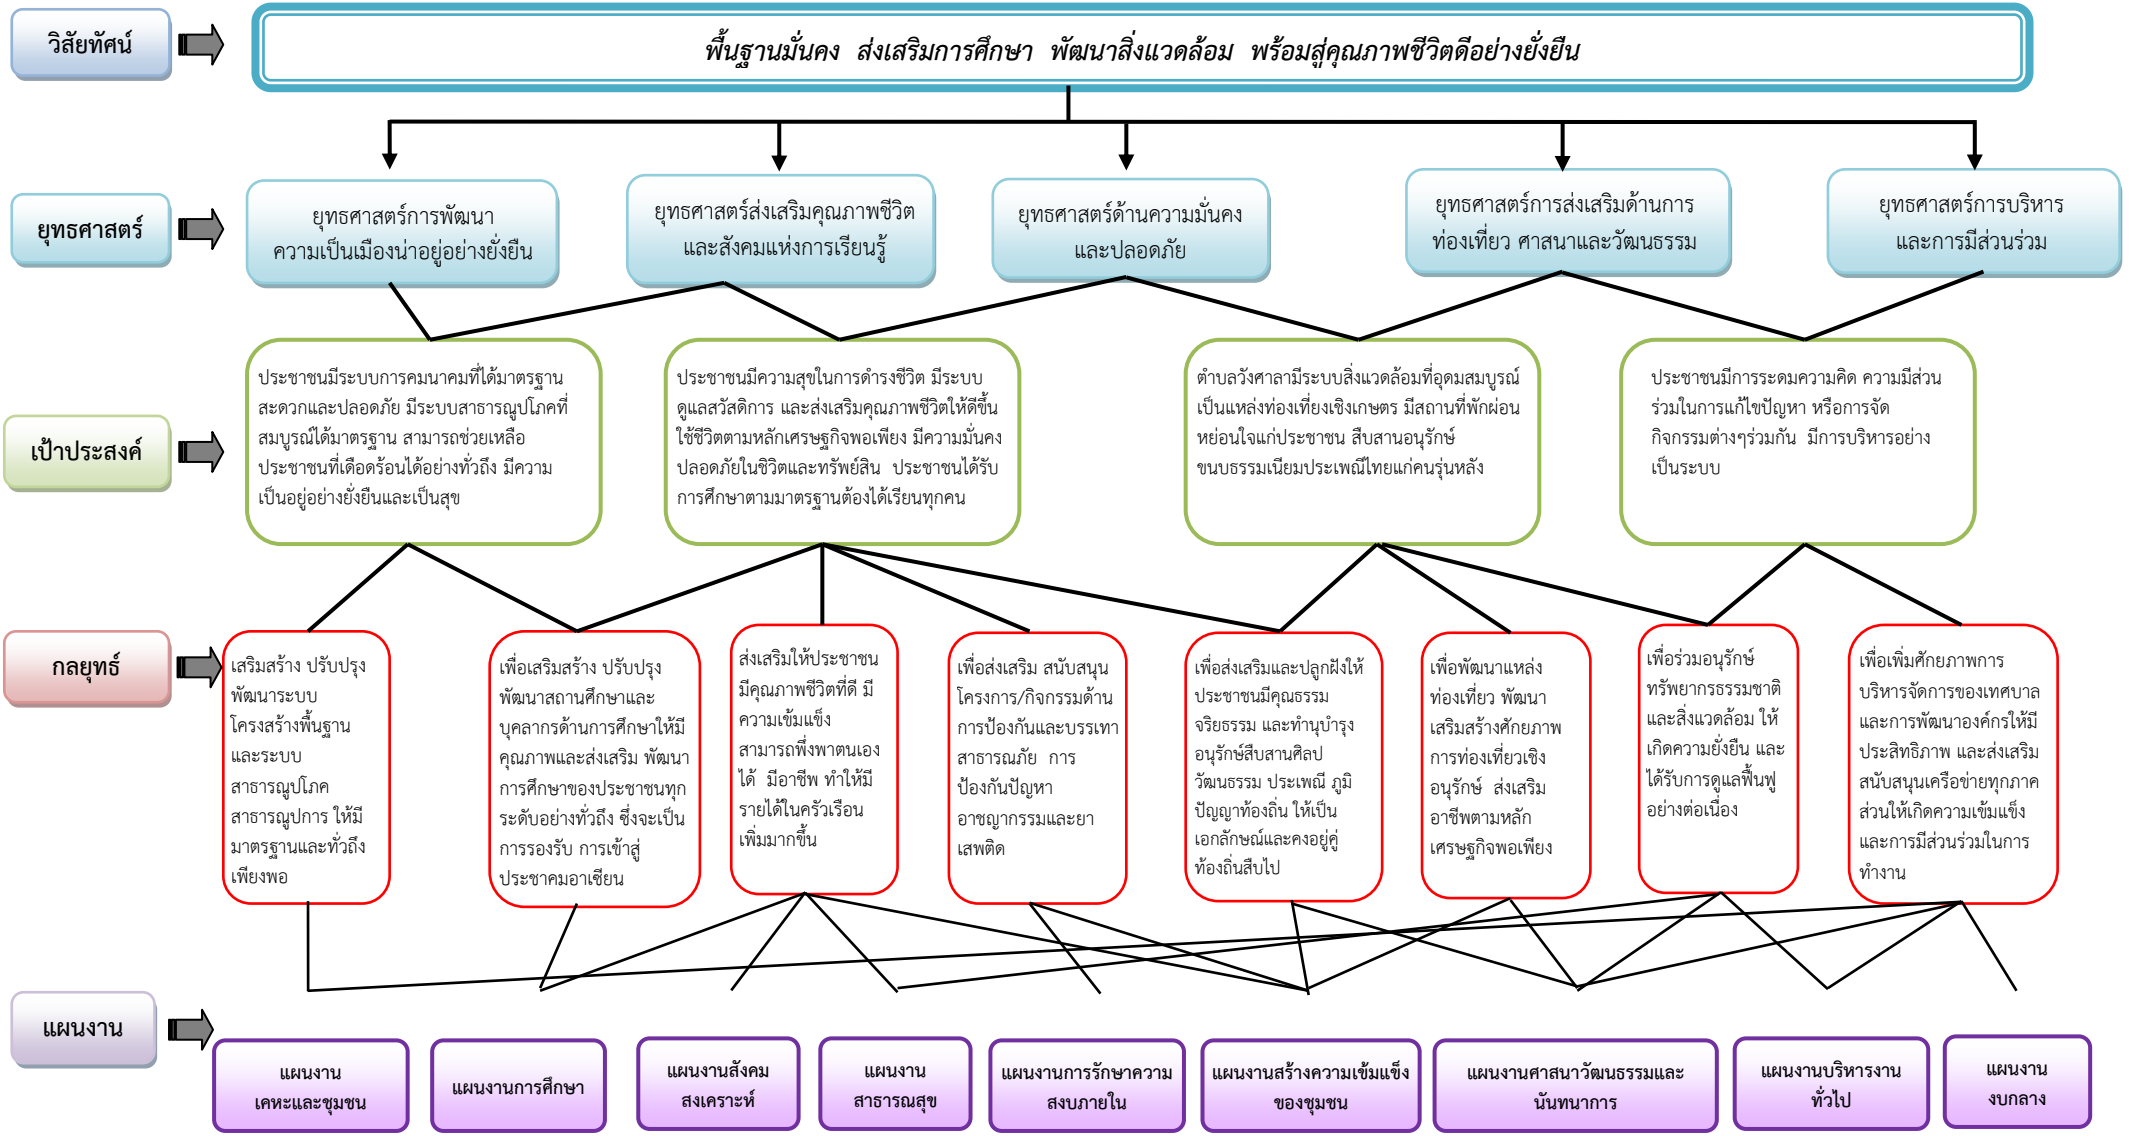 วิสัยทัศน์
พื้นฐานมั่นคง ส่งเสริมการศึกษา พัฒนาสิ่งแวดล้อม พร้อมสู่คุณภาพชีวิตดีอย่างยั่งยืน
ยุทธศาสตร์
ยุทธศาสตร์การพัฒนา
ความเป็นเมืองน่าอยู่อย่างยั่งยืน
ยุทธศาสตร์ส่งเสริมคุณภาพชีวิต
และสังคมแห่งการเรียนรู้
ยุทธศาสตร์ด้านความมั่นคง
และปลอดภัย
ยุทธศาสตร์การส่งเสริมด้านการ
ท่องเที่ยว ศาสนาและวัฒนธรรม
ยุทธศาสตร์การบริหาร
และการมีส่วนร่วม
เป้าประสงค์
ประชาชนมีระบบการคมนาคมที่ได้มาตรฐาน
สะดวกและปลอดภัย มีระบบสาธารณูปโภคที่
สมบูรณ์ได้มาตรฐาน สามารถช่วยเหลือ
ประชาชนที่เดือดร้อนได้อย่างทั่วถึง มีความ
เป็นอยู่อย่างยั่งยืนและเป็นสุข
ประชาชนมีความสุขในการดำรงชีวิต มีระบบ
ดูแลสวัสดิการ และส่งเสริมคุณภาพชีวิตให้ดีขึ้น
ใช้ชีวิตตามหลักเศรษฐกิจพอเพียง มีความมั่นคง
ปลอดภัยในชีวิตและทรัพย์สิน ประชาชนได้รับ
การศึกษาตามมาตรฐานต้องได้เรียนทุกคน
ตำบลวังศาลามีระบบสิ่งแวดล้อมที่อุดมสมบูรณ์
เป็นแหล่งท่องเที่ยงเชิงเกษตร มีสถานที่พักผ่อน
หย่อนใจแก่ประชาชน สืบสานอนุรักษ์
ขนบธรรมเนียมประเพณีไทยแก่คนรุ่นหลัง
ประชาชนมีการระดมความคิด ความมีส่วน
ร่วมในการแก้ไขปัญหา หรือการจัด
กิจกรรมต่างๆร่วมกัน มีการบริหารอย่าง
เป็นระบบ
กลยุทธ์
เสริมสร้าง ปรับปรุง
พัฒนาระบบ
โครงสร้างพื้นฐาน
และระบบ
สาธารณูปโภค
สาธารณูปการ ให้มี
มาตรฐานและทั่วถึง
เพียงพอ
เพื่อเสริมสร้าง ปรับปรุง
พัฒนาสถานศึกษาและ
บุคลากรด้านการศึกษาให้มี
คุณภาพและส่งเสริม พัฒนา
การศึกษาของประชาชนทุก
ระดับอย่างทั่วถึง ซึ่งจะเป็น
การรองรับ การเข้าสู่
ประชาคมอาเซียน
ส่งเสริมให้ประชาชน
มีคุณภาพชีวิตที่ดี มี
ความเข้มแข็ง
สามารถพึ่งพาตนเอง
ได้ มีอาชีพ ทำให้มี
รายได้ในครัวเรือน
เพิ่มมากขึ้น
เพื่อส่งเสริม สนับสนุน
โครงการ/กิจกรรมด้าน
การป้องกันและบรรเทา
สาธารณภัย การ
ป้องกันปัญหา
อาชญากรรมและยา
เสพติด
เพื่อส่งเสริมและปลูกฝังให้
ประชาชนมีคุณธรรม
จริยธรรม และทำนุบำรุง
อนุรักษ์สืบสานศิลป
วัฒนธรรม ประเพณี ภูมิ
ปัญญาท้องถิ่น ให้เป็น
เอกลักษณ์และคงอยู่คู่
ท้องถิ่นสืบไป
เพื่อพัฒนาแหล่ง
ท่องเที่ยว พัฒนา
เสริมสร้างศักยภาพ
การท่องเที่ยวเชิง
อนุรักษ์ ส่งเสริม
อาชีพตามหลัก
เศรษฐกิจพอเพียง
เพื่อร่วมอนุรักษ์
ทรัพยากรธรรมชาติ
และสิ่งแวดล้อม ให้
เกิดความยั่งยืน และ
ได้รับการดูแลฟื้นฟู
อย่างต่อเนื่อง
เพื่อเพิ่มศักยภาพการ
บริหารจัดการของเทศบาล
และการพัฒนาองค์กรให้มี
ประสิทธิภาพ และส่งเสริม
สนับสนุนเครือข่ายทุกภาค
ส่วนให้เกิดความเข้มแข็ง
และการมีส่วนร่วมในการ
ทำงาน
แผนงาน
แผนงาน
เคหะและชุมชน
แผนงานการศึกษา
แผนงานสังคม
สงเคราะห์
แผนงาน
สาธารณสุข
แผนงานการรักษาความ
สงบภายใน
แผนงานสร้างความเข้มแข็ง
ของชุมชน
แผนงานศาสนาวัฒนธรรมและ
นันทนาการ
แผนงานบริหารงาน
ทั่วไป
แผนงาน
งบกลาง